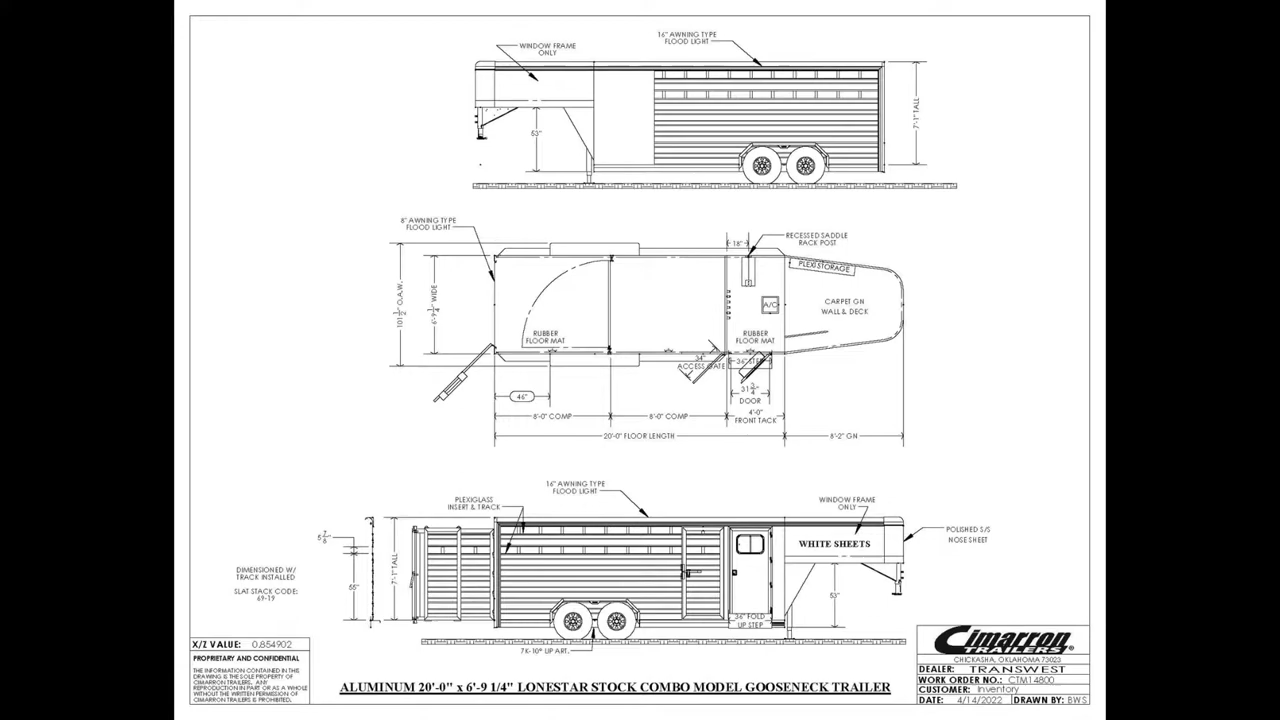 WINDOW FRAME
ONLY
16" AWNING TYPE
FLOOD LIGHT
53"
7'-1" TALL
8" AWNING TYPE
FLOOD LIGHT
18"
RECESSED SADDLE
RACK POST
PLEXI STORAGE
101 1/2" O.A.W.
6'-9 1/4" WIDE
A/C
CARPET GN
WALL & DECK
RUBBER
FLOOR MAT
RUBBER
FLOOR MAT
34"
ACCESS GATE
36" STEP
31 3/4"
DOOR
46"
8'-0" COMP
8'-0" COMP
4'-0"
FRONT TACK
20'-0" FLOOR LENGTH
8'-2" GN
16" AWNING TYPE
FLOOD LIGHT
PLEXIGLASS
INSERT & TRACK
WINDOW FRAME
ONLY
5 7/8"
7'-1" TALL
WHITE SHEETS
POLISHED S/S
NOSE SHEET
DIMENSIONED W/
TRACK INSTALLED
SLAT STACK CODE:
69-19
55"
53"
36" FOLD
UP STEP
7K-10° LIP ART.
X/Z VALUE: 0.854902
PROPRIETARY AND CONFIDENTIAL
THE INFORMATION CONTAINED IN THIS
DRAWING IS THE SOLE PROPERTY OF
CIMARRON TRAILERS. ANY
REPRODUCTION IN PART OR AS A WHOLE
WITHOUT THE WRITTEN PERMISSION OF
CIMARRON TRAILERS IS PROHIBITED.
ALUMINUM 20'-0" x 6'-9 1/4" LONESTAR STOCK COMBO MODEL GOOSENECK TRAILER
Cimarron
TRAILERS ®
CHICKASHA, OKLAHOMA 73023
DEALER: TRANSWEST
WORK ORDER NO.: CTM14800
CUSTOMER: Inventory
DATE: 4/14/2022 DRAWN BY: BWS